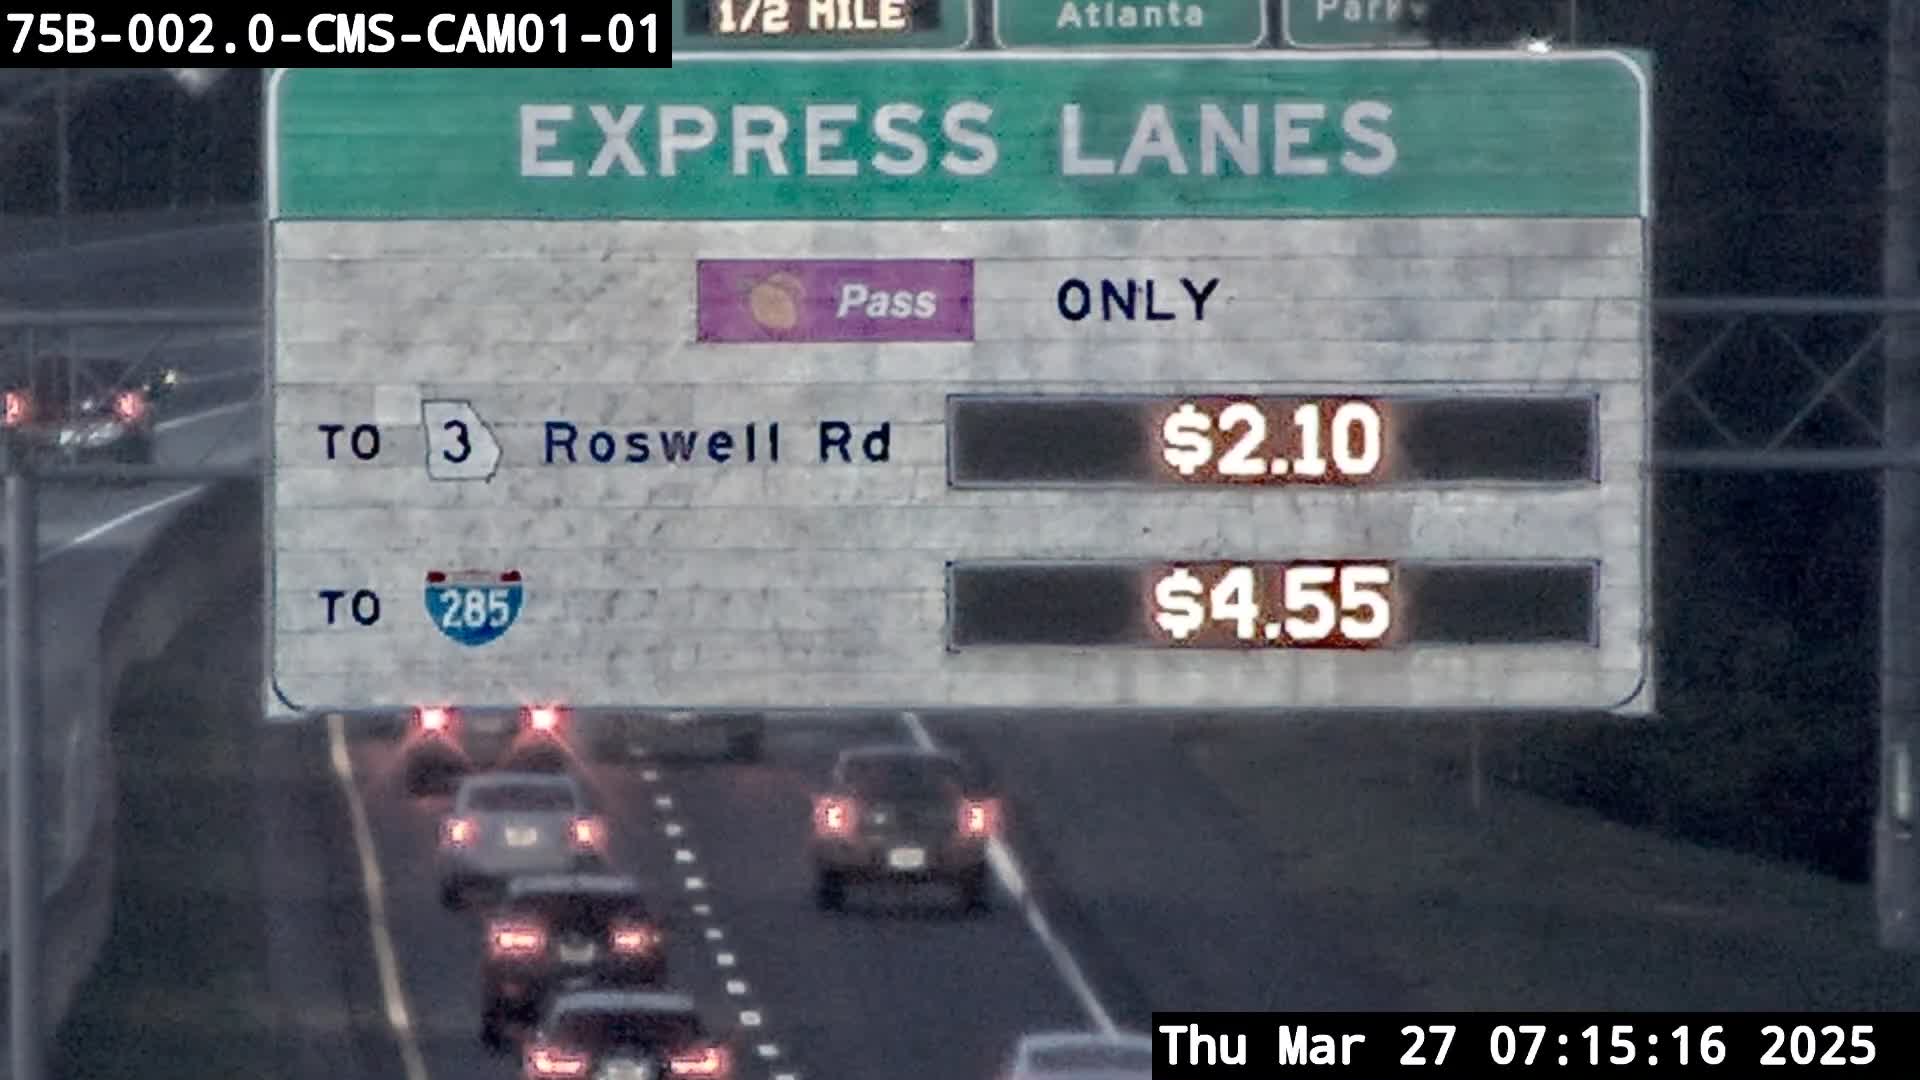 75B-002.0-CMS-CAM01-01
1/2 MILE
Atlanta
EXPRESS LANES
Pass ONLY
TO 3 Roswell Rd $2.10
TO 285 $4.55
Thu Mar 27 07:15:16 2025